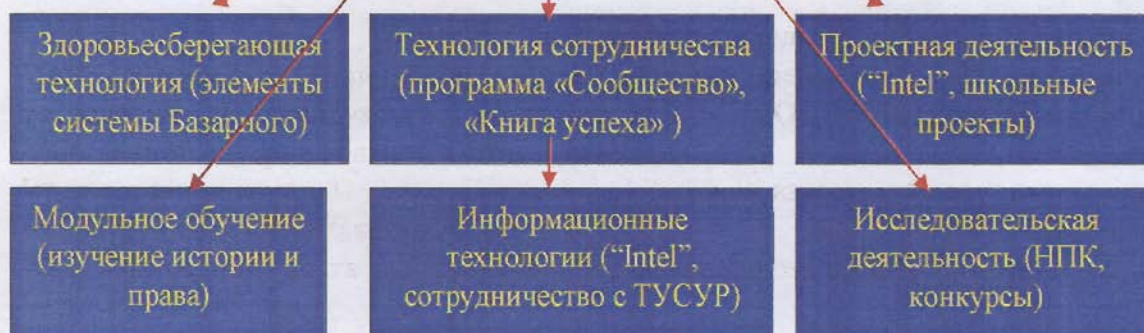 Здоровьесберегающая
технология (элементы
системы Базарного)
Технология сотрудничества
(программа «Сообщество»,
«Книга успеха» )
Проектная деятельность
(“Intel”, школьные
проекты)
Модульное обучение
(изучение истории и
права)
Информационные
технологии (“Intel”,
сотрудничество с ТУСУР)
Исследовательская
деятельность (НПК,
конкурсы)